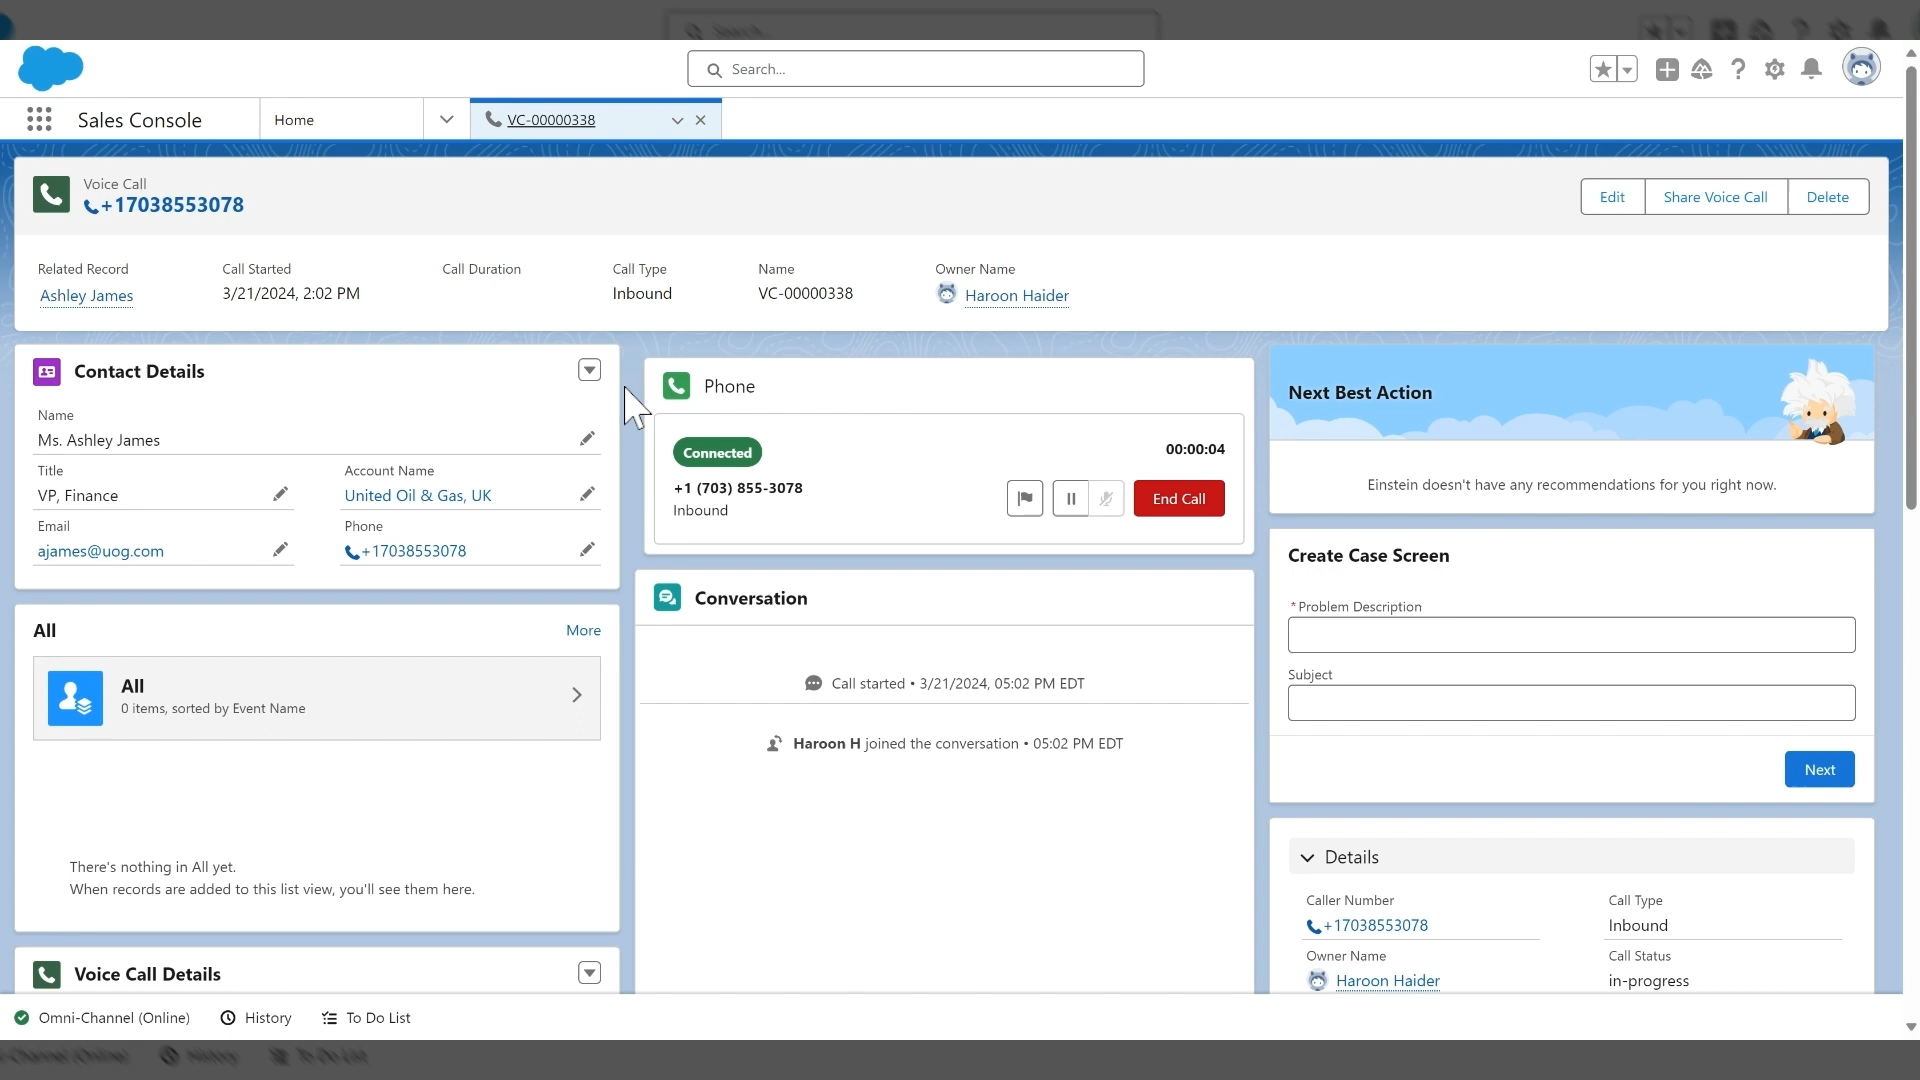 Search...
Sales Console
Home
VC-00000338
Voice Call
+17038553078
Edit
Share Voice Call
Delete
Related Record
Call Started
Call Duration
Call Type
Name
Owner Name
Ashley James
3/21/2024, 2:02 PM
Inbound
VC-00000338
Haroon Haider
Contact Details
Name
Ms. Ashley James
Title
Account Name
VP, Finance
United Oil & Gas, UK
Email
Phone
ajames@uog.com
+17038553078
All
More
All
0 items, sorted by Event Name
There's nothing in All yet.
When records are added to this list view, you'll see them here.
Voice Call Details
Phone
Connected
00:00:04
+1 (703) 855-3078
Inbound
End Call
Conversation
Call started • 3/21/2024, 05:02 PM EDT
Haroon H joined the conversation • 05:02 PM EDT
Next Best Action
Einstein doesn't have any recommendations for you right now.
Create Case Screen
*Problem Description
Subject
Next
Details
Caller Number
Call Type
+17038553078
Inbound
Owner Name
Call Status
Haroon Haider
in-progress
Omni-Channel (Online)
History
To Do List